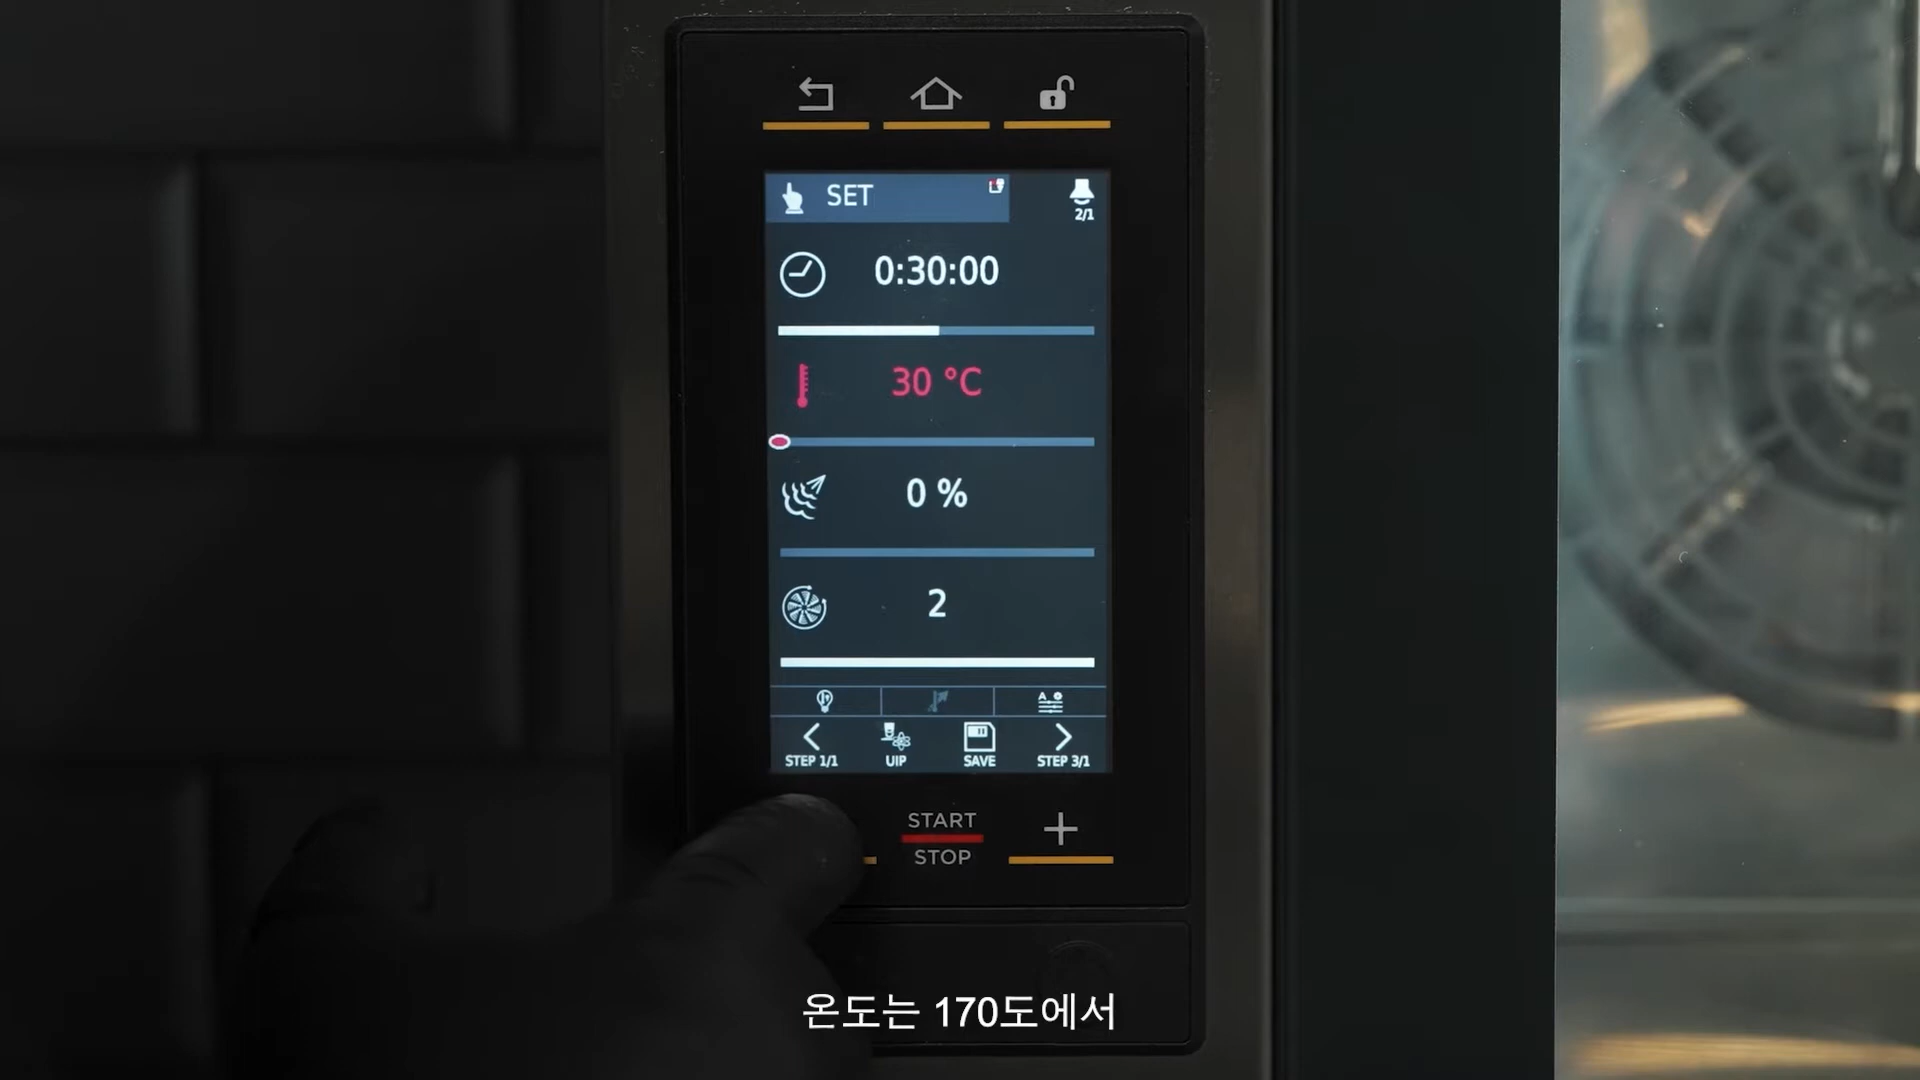 SET
2/1
0:30:00
30 °C
0 %
2
STEP 1/1
UIP
SAVE
STEP 3/1
START
STOP
온도는 170도에서